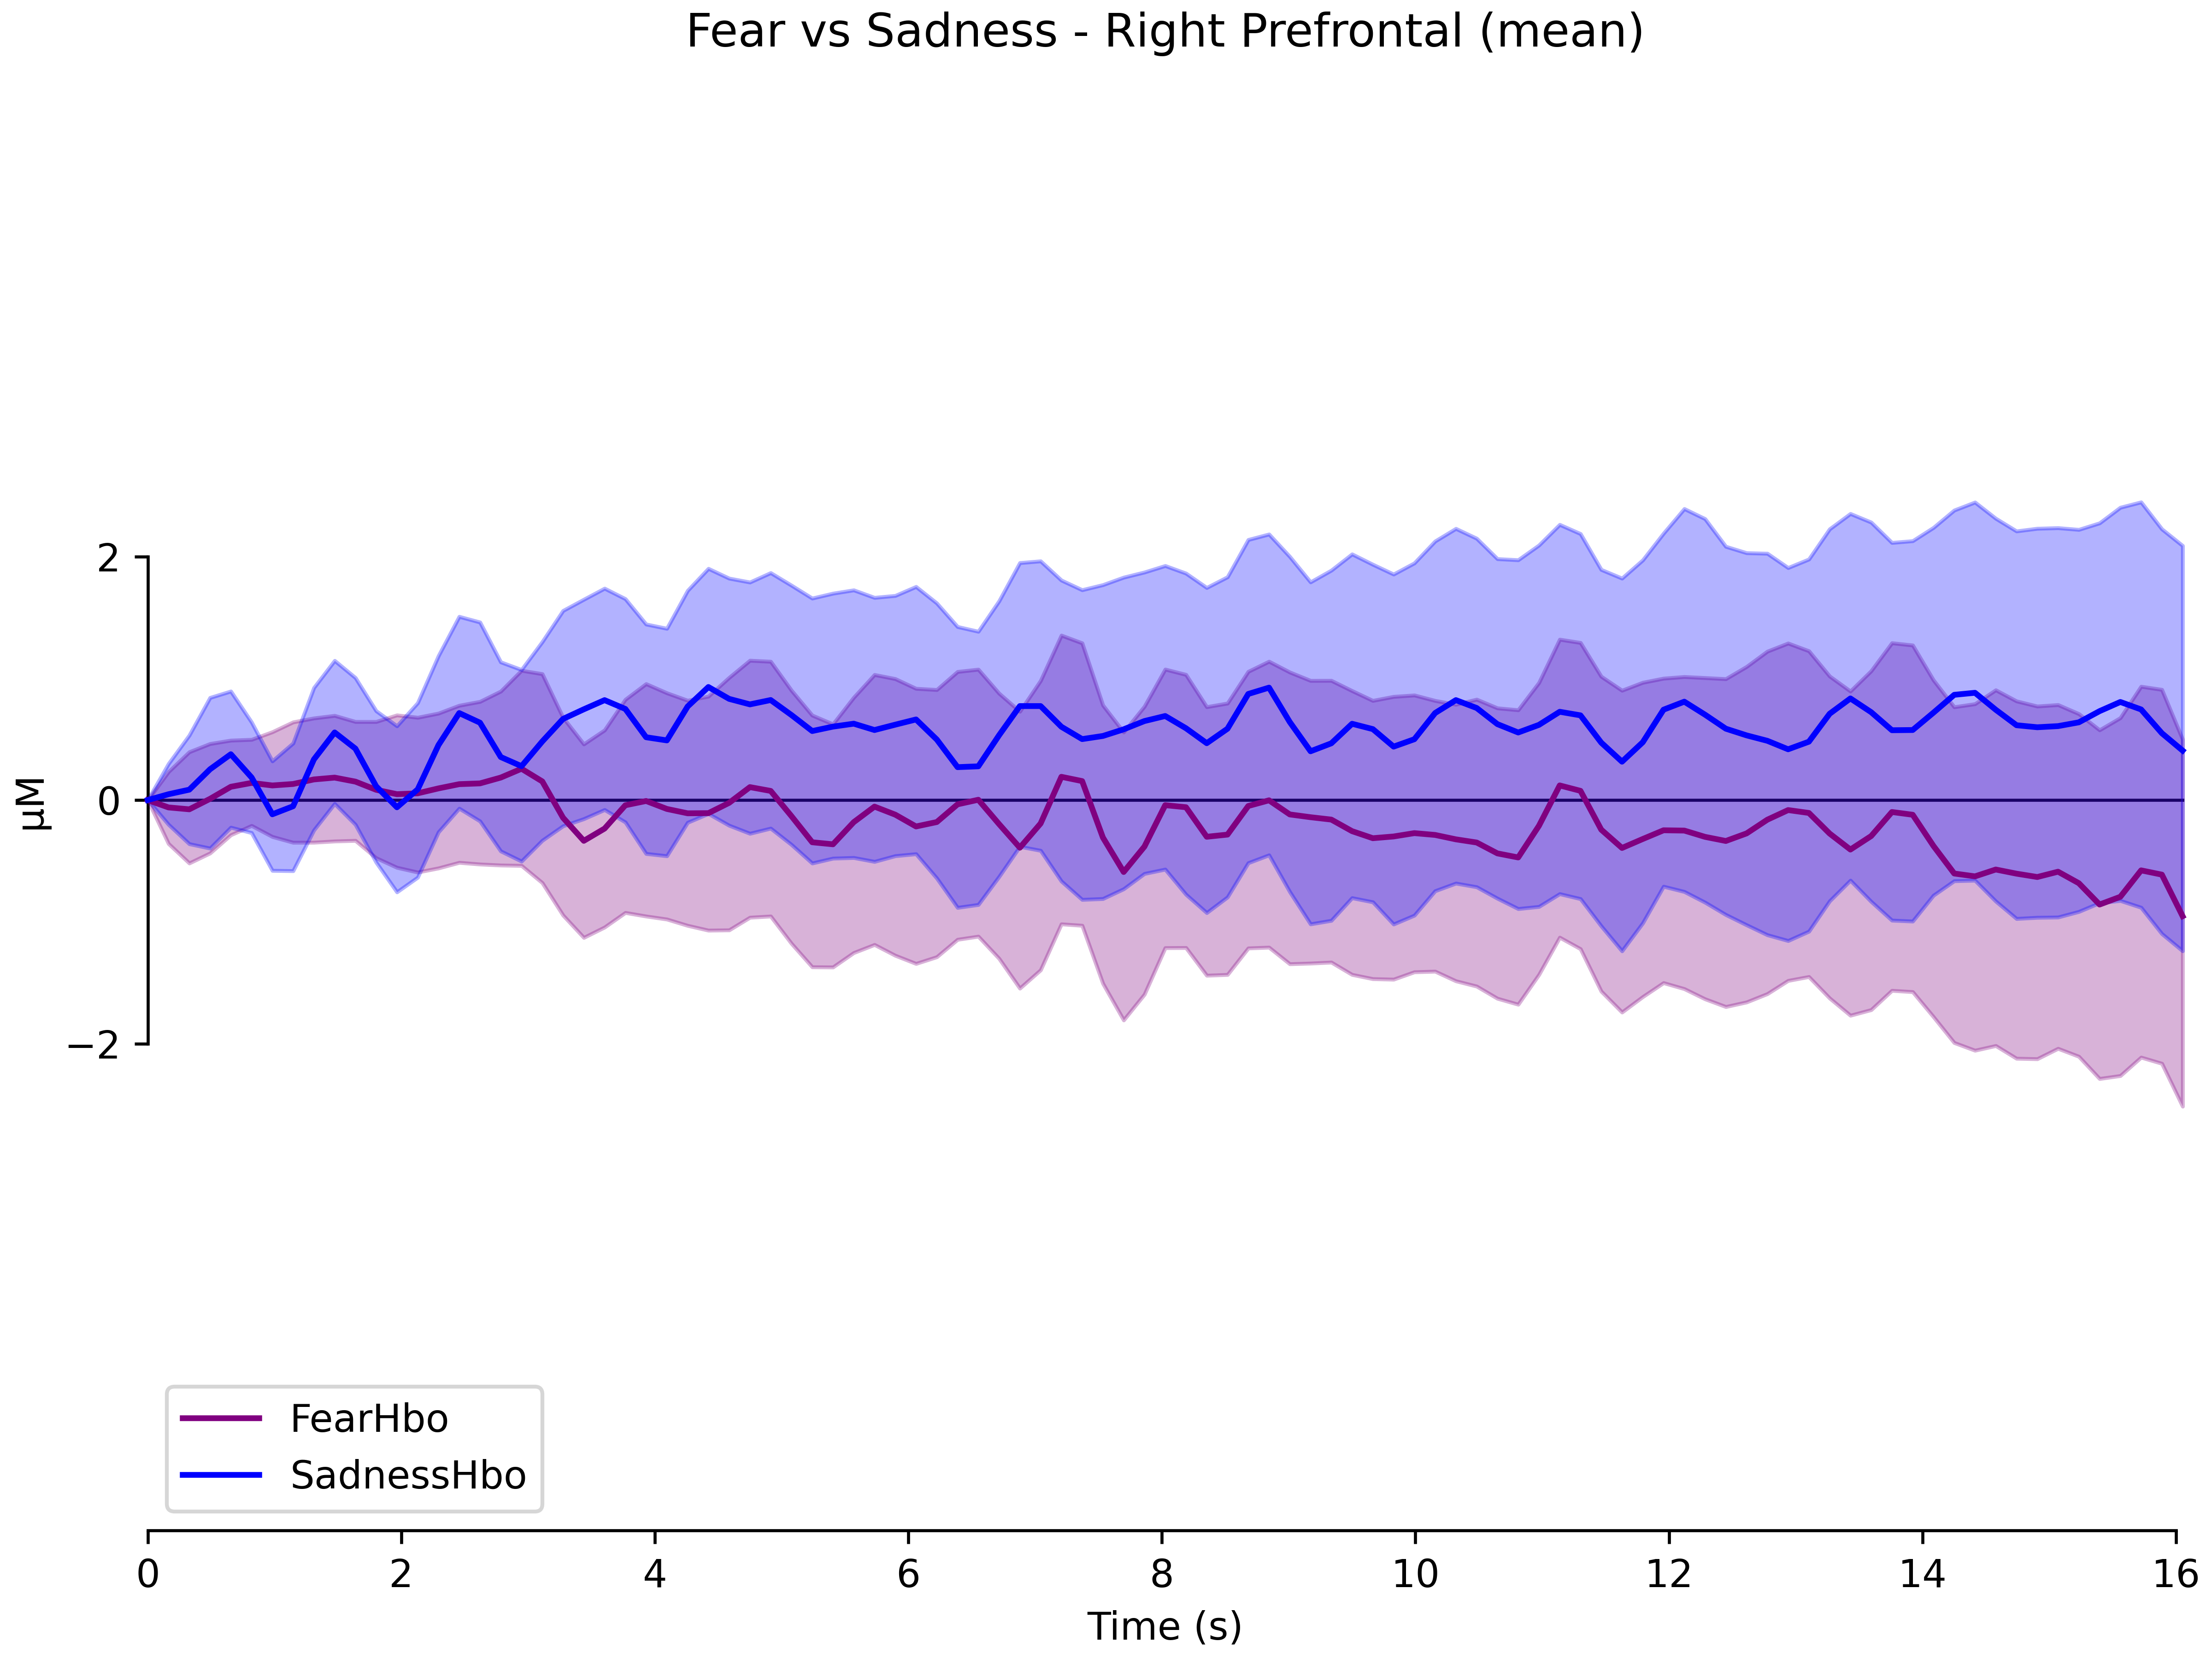 Fear vs Sadness - Right Prefrontal (mean)
2
0
−2
µM
FearHbo
SadnessHbo
0 2 4 6 8 10 12 14 16
Time (s)